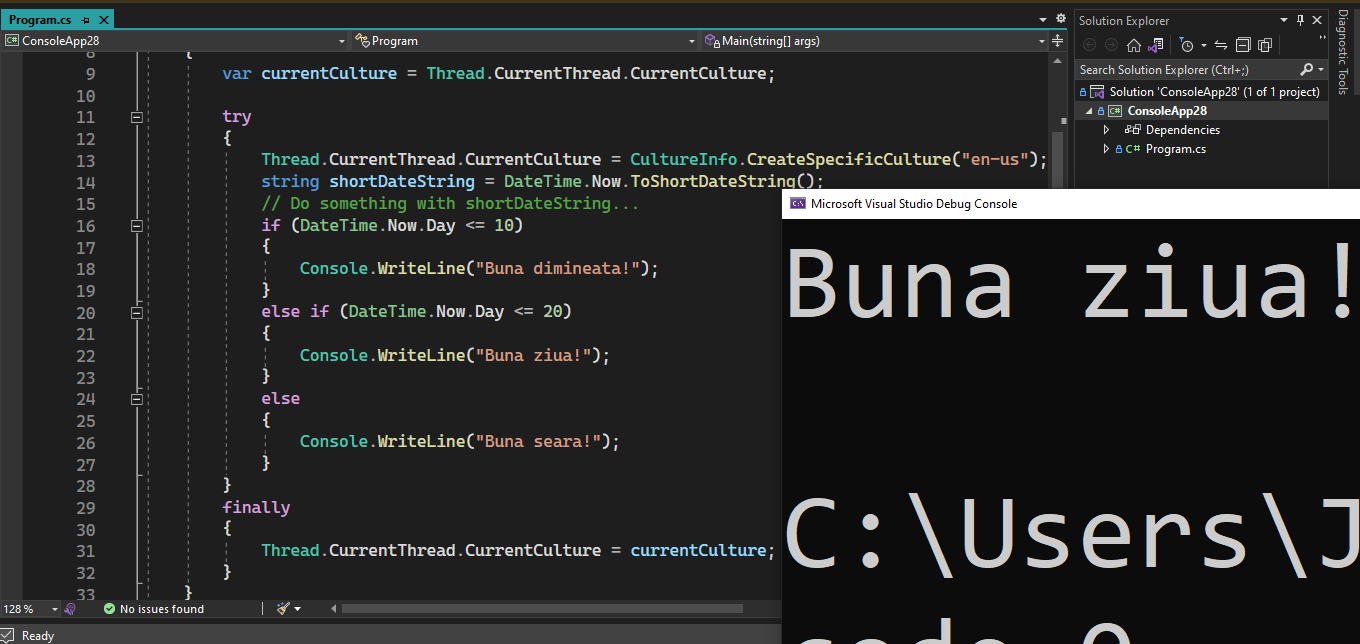 Program.cs
ConsoleApp28
Program
Main(string[] args)
8 {
9 var currentCulture = Thread.CurrentThread.CurrentCulture;
10
11 try
12 {
13 Thread.CurrentThread.CurrentCulture = CultureInfo.CreateSpecificCulture("en-us");
14 string shortDateString = DateTime.Now.ToShortDateString();
15 // Do something with shortDateString...
16 if (DateTime.Now.Day <= 10)
17 {
18 Console.WriteLine("Buna dimineata!");
19 }
20 else if (DateTime.Now.Day <= 20)
21 {
22 Console.WriteLine("Buna ziua!");
23 }
24 else
25 {
26 Console.WriteLine("Buna seara!");
27 }
28 }
29 finally
30 {
31 Thread.CurrentThread.CurrentCulture = currentCulture;
32 }
33 }
128 %
No issues found
Ready
Solution Explorer
Search Solution Explorer (Ctrl+;)
Solution 'ConsoleApp28' (1 of 1 project)
C# ConsoleApp28
Dependencies
C# Program.cs
Diagnostic Tools
Microsoft Visual Studio Debug Console
Buna ziua!
C:\Users\J
code 0